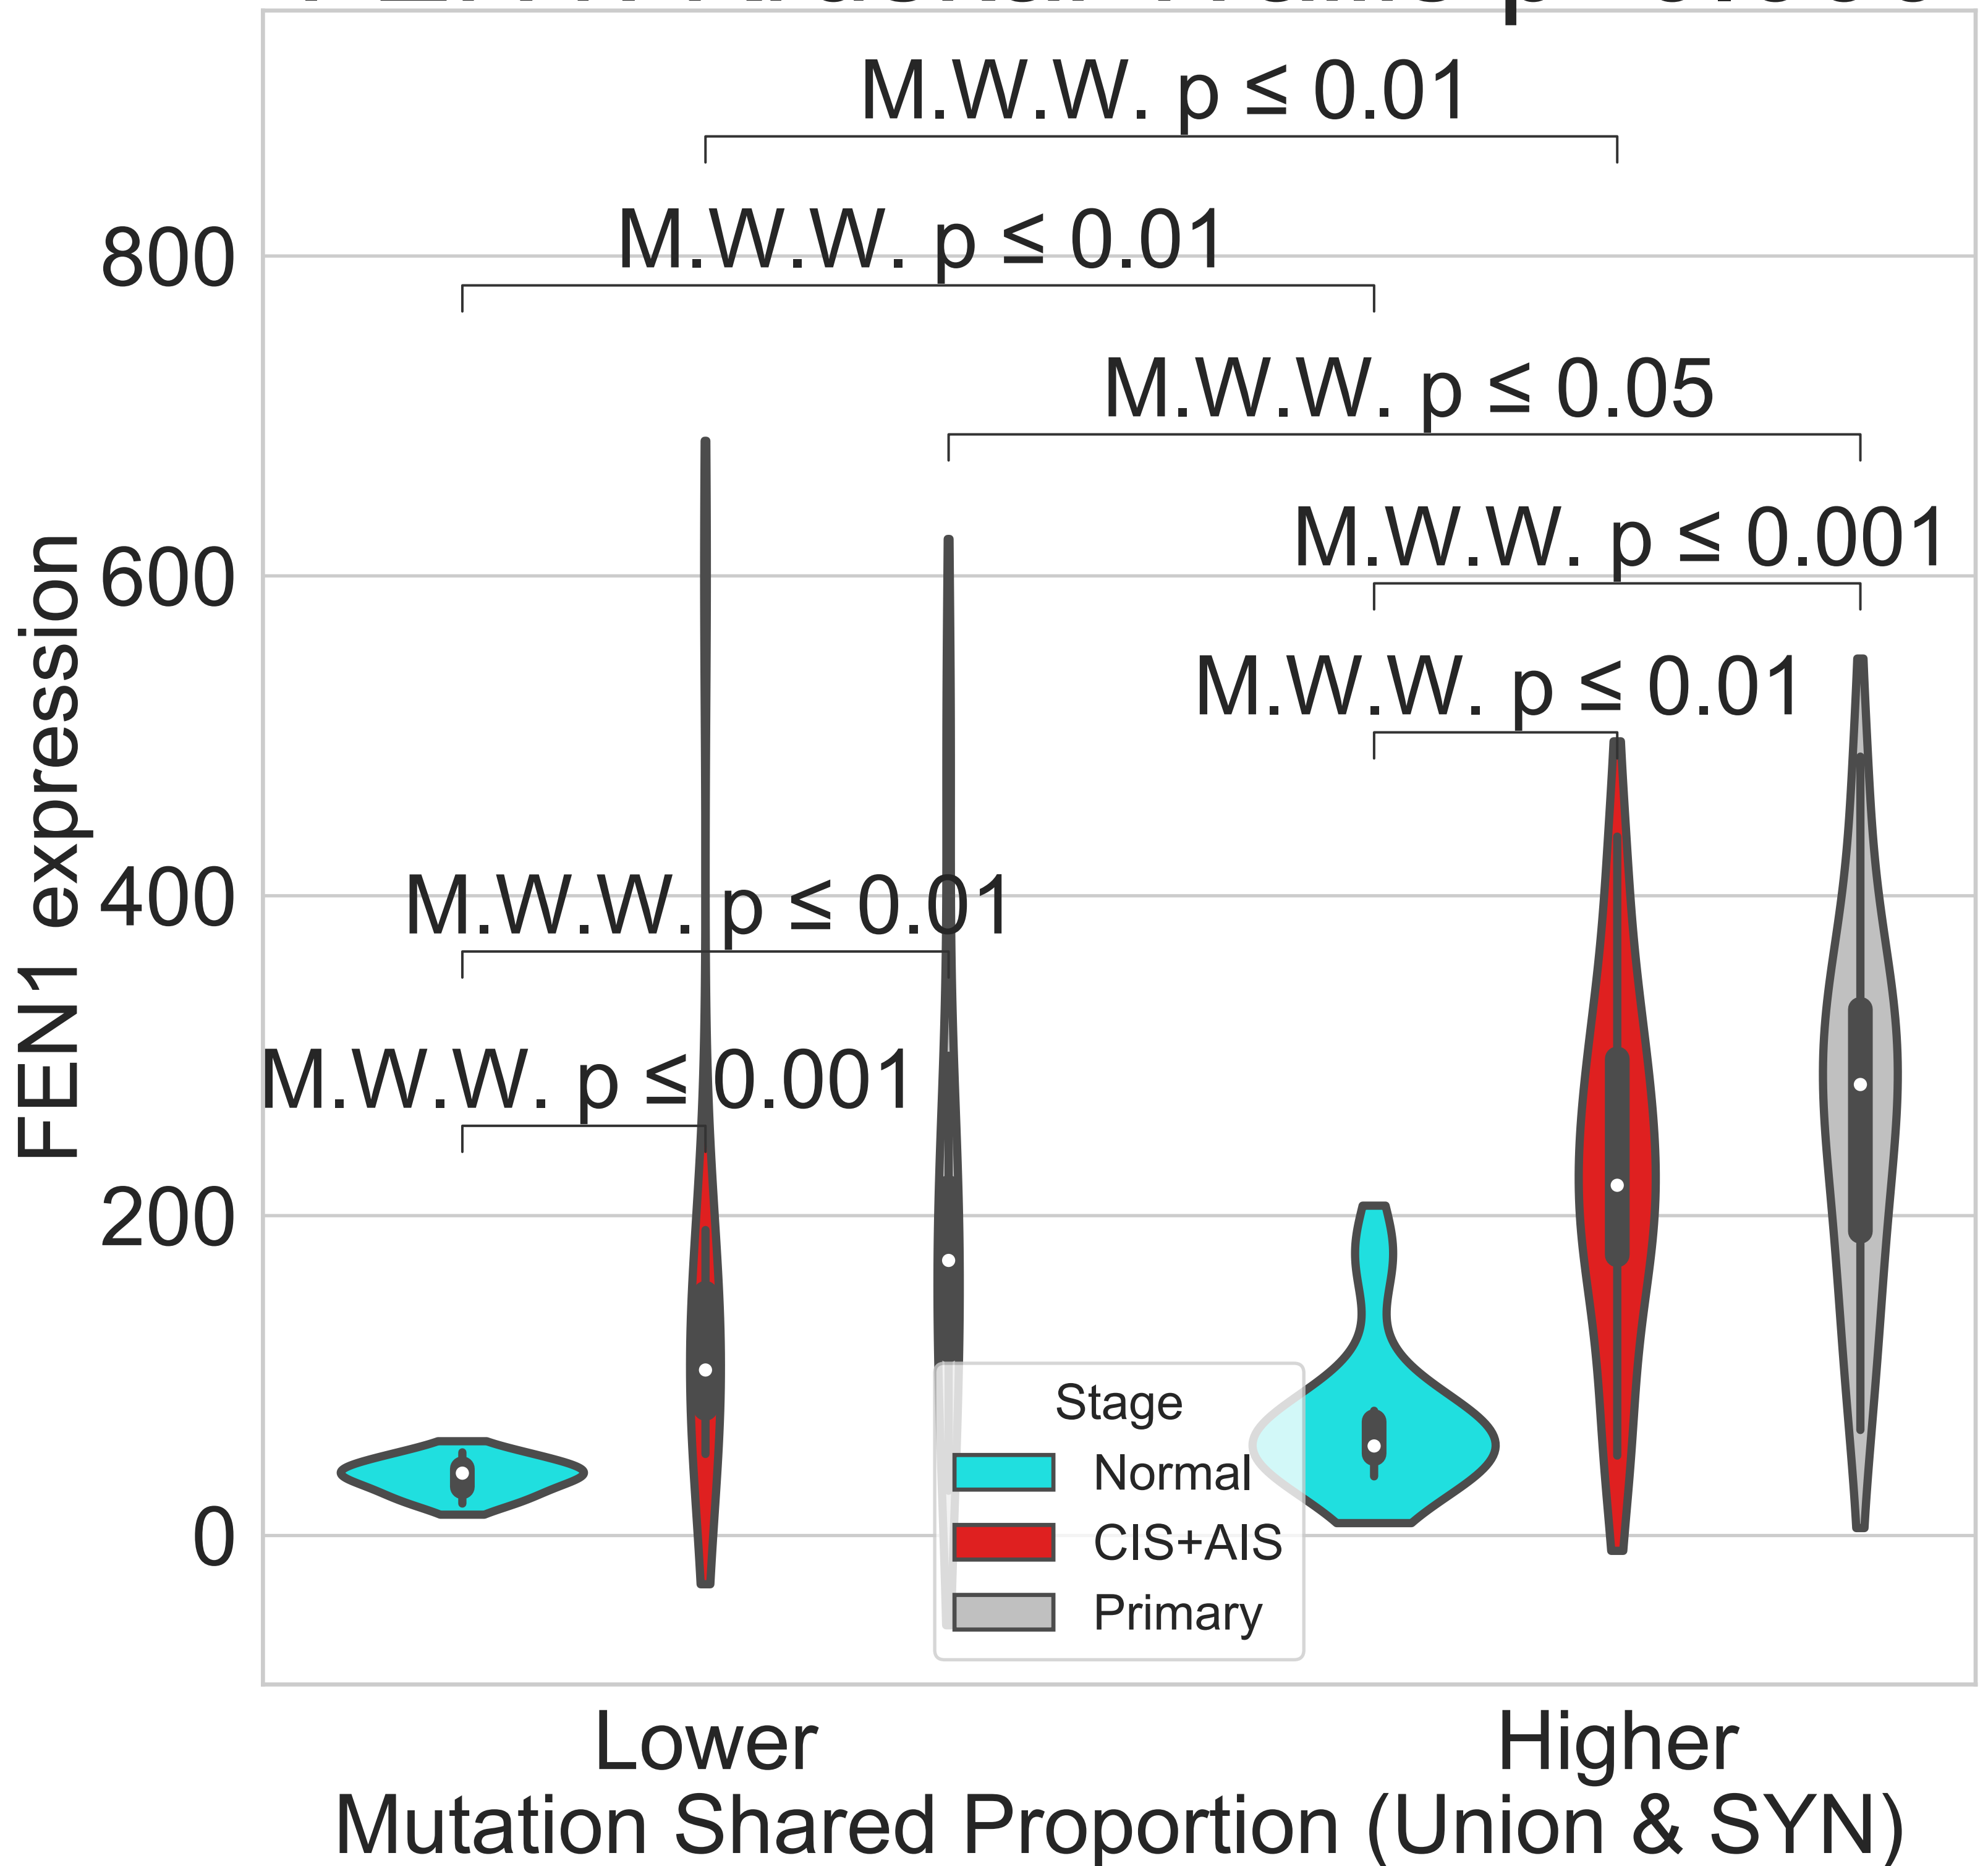 M.W.W. p ≤ 0.01
M.W.W. p ≤ 0.01
M.W.W. p ≤ 0.05
M.W.W. p ≤ 0.001
M.W.W. p ≤ 0.01
M.W.W. p ≤ 0.01
M.W.W. p ≤ 0.001
800
600
400
200
0
FEN1 expression
Stage
Normal
CIS+AIS
Primary
Lower
Higher
Mutation Shared Proportion (Union & SYN)